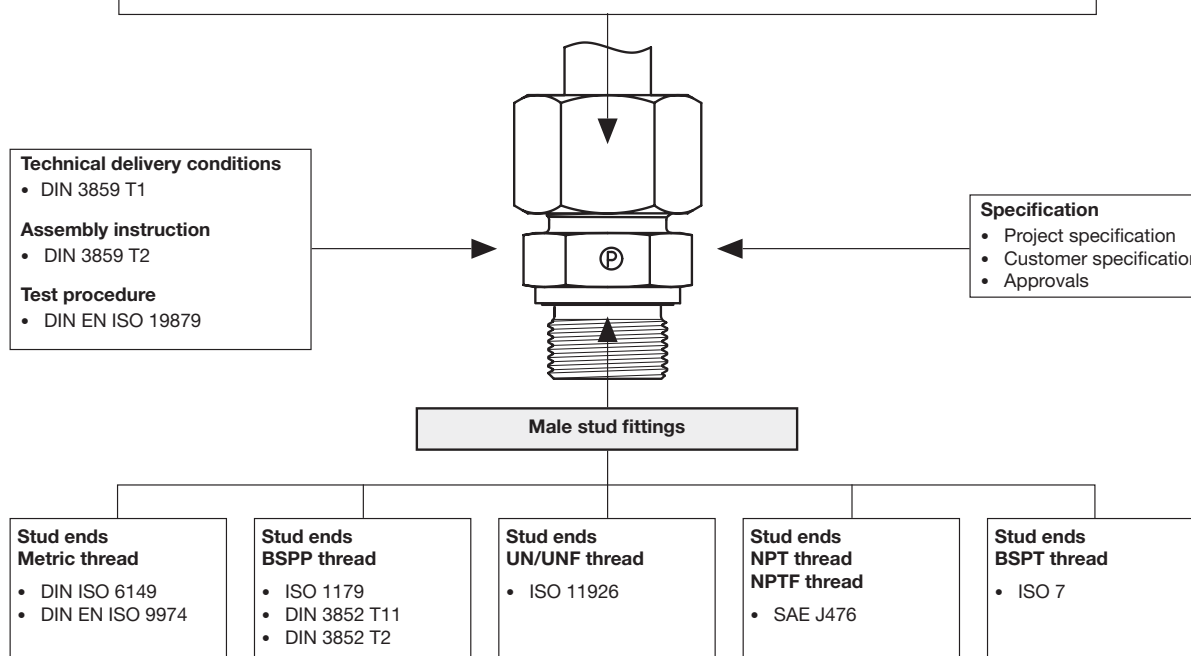 Technical delivery conditions
• DIN 3859 T1
Assembly instruction
• DIN 3859 T2
Test procedure
• DIN EN ISO 19879
Specification
• Project specification
• Customer specification
• Approvals
P
Male stud fittings
Stud ends
Metric thread
• DIN ISO 6149
• DIN EN ISO 9974
Stud ends
BSPP thread
• ISO 1179
• DIN 3852 T11
• DIN 3852 T2
Stud ends
UN/UNF thread
• ISO 11926
Stud ends
NPT thread
NPTF thread
• SAE J476
Stud ends
BSPT thread
• ISO 7